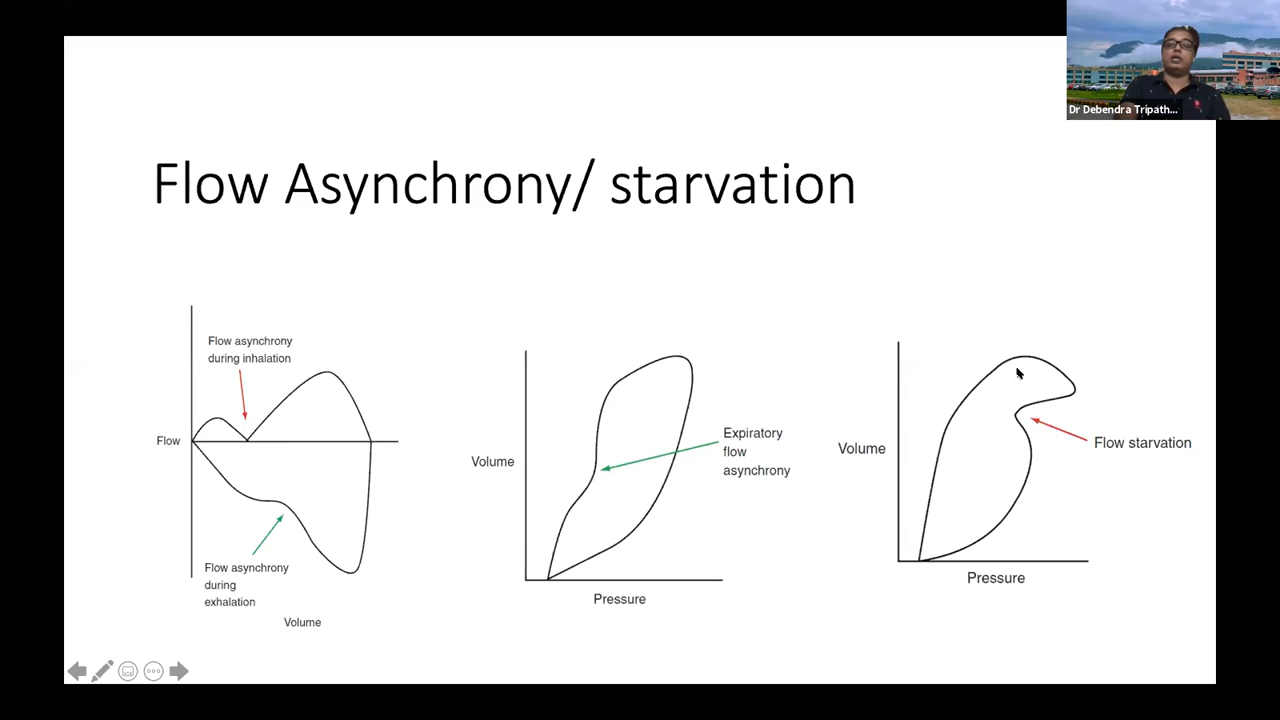 Dr Debendra Tripath...
Flow Asynchrony/ starvation
Flow asynchrony
during inhalation
Flow
Flow asynchrony
during
exhalation
Volume
Volume
Expiratory
flow
asynchrony
Pressure
Volume
Flow starvation
Pressure